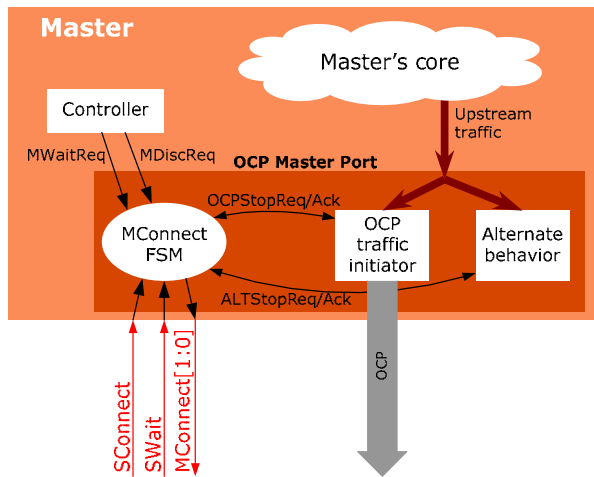 Master
Master's core
Controller
Upstream
traffic
MWaitReq
MDiscReq
OCP Master Port
OCPStopReq/Ack
MConnect
FSM
OCP
traffic
initiator
Alternate
behavior
ALTStopReq/Ack
SConnect
SWait
MConnect[1:0]
OCP